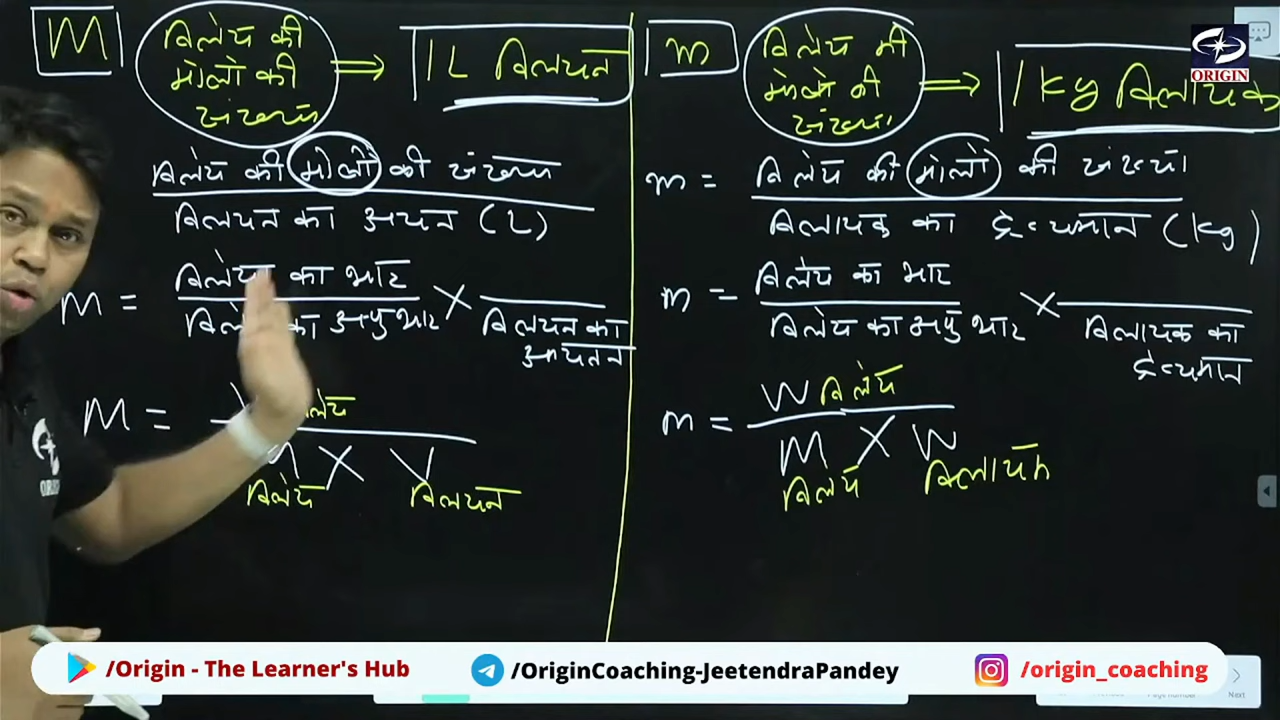 M
विलेय की
मोलों की
संख्या
⇒ 1L विलयन
विलेय की मोलों की संख्या
विलयन का आयतन (L)
M = विलेय का भार
विलेय का अणुभार
×
विलयन का
आयतन
M =
विलेय
M × V
विलेय विलयन
m
विलेय की
मोलों की
संख्या
⇒ 1 kg विलायक
m = विलेय की मोलों की संख्या
विलायक का द्रव्यमान (kg)
m = विलेय का भार
विलेय का अणुभार
×
विलायक का
द्रव्यमान
m = W विलेय
M × W
विलेय विलायक
ORIGIN
/Origin - The Learner's Hub
/OriginCoaching-JeetendraPandey
/origin_coaching
Next